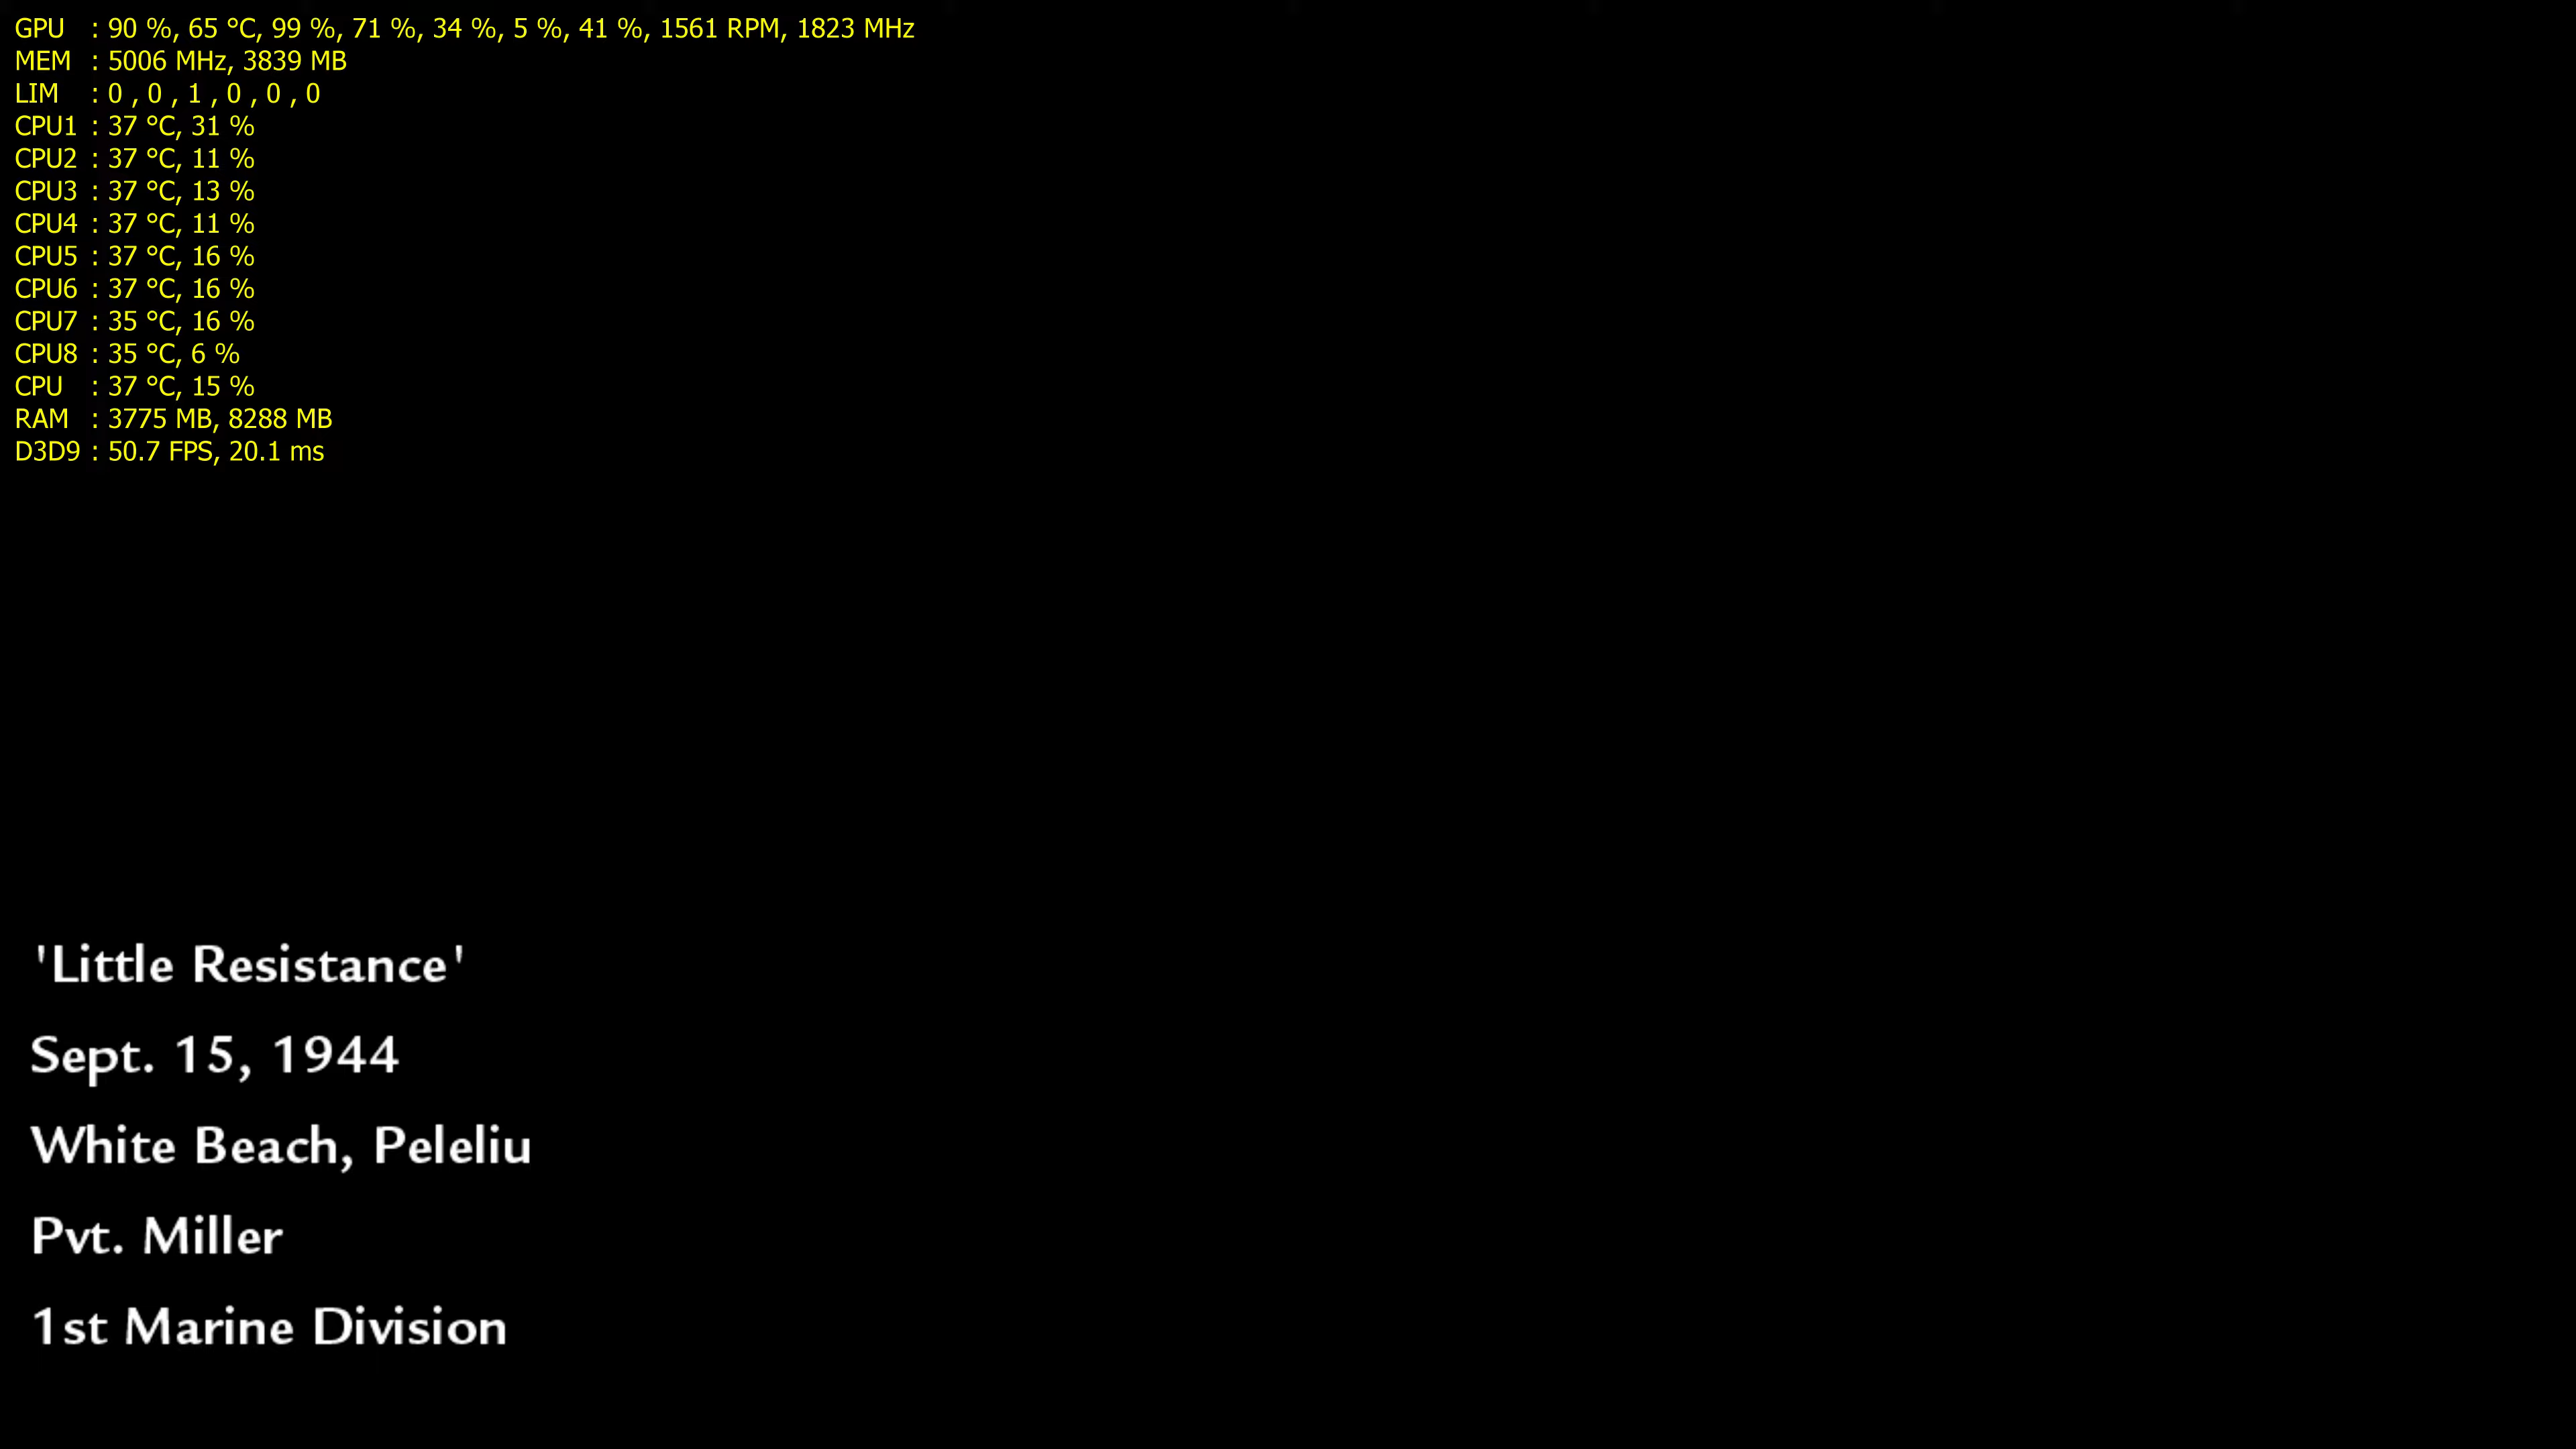 GPU : 90 %, 65 °C, 99 %, 71 %, 34 %, 5 %, 41 %, 1561 RPM, 1823 MHz
MEM : 5006 MHz, 3839 MB
LIM : 0 , 0 , 1 , 0 , 0 , 0
CPU1 : 37 °C, 31 %
CPU2 : 37 °C, 11 %
CPU3 : 37 °C, 13 %
CPU4 : 37 °C, 11 %
CPU5 : 37 °C, 16 %
CPU6 : 37 °C, 16 %
CPU7 : 35 °C, 16 %
CPU8 : 35 °C, 6 %
CPU : 37 °C, 15 %
RAM : 3775 MB, 8288 MB
D3D9 : 50.7 FPS, 20.1 ms
'Little Resistance'
Sept. 15, 1944
White Beach, Peleliu
Pvt. Miller
1st Marine Division